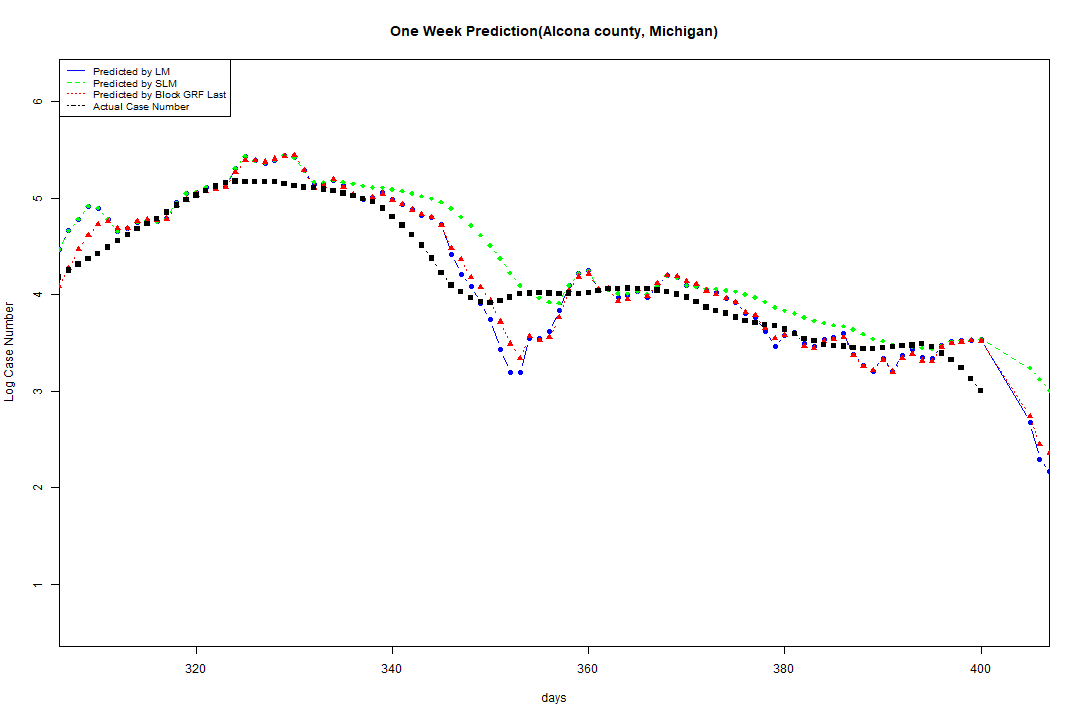 One Week Prediction(Alcona county, Michigan)
Predicted by LM
Predicted by SLM
Predicted by Block GRF Last
Actual Case Number
6
5
4
3
2
1
Log Case Number
320 340 360 380 400
days